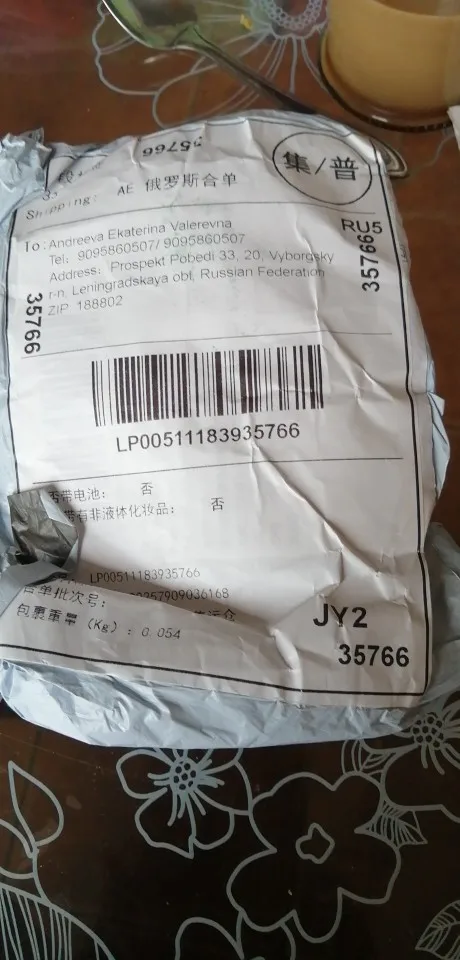 35766
集/普
Shipping: AE 俄罗斯合单
RU5
To: Andreeva Ekaterina Valerevna
Tel: 9095860507/ 9095860507
Address: Prospekt Pobedi 33, 20, Vyborgsky
r-n, Leningradskaya obl, Russian Federation
ZIP 188802
35766
35766
LP00511183935766
否带电池: 否
带有非液体化妆品: 否
LP00511183935766
合单批次号: 357909036168
包裹重量 (Kg) : 0.054
JY2
35766